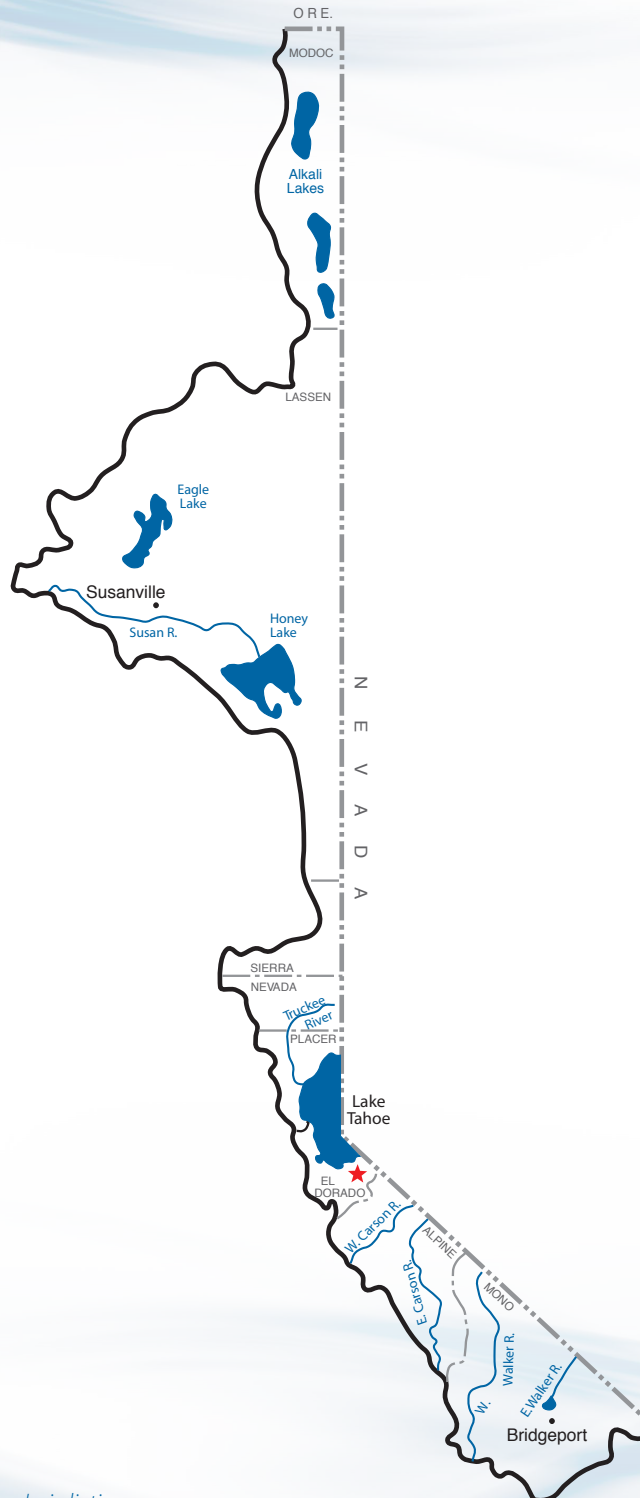 ORE.
MODOC
Alkali
Lakes
LASSEN
Eagle
Lake
Susanville
Susan R.
Honey
Lake
NEVADA
SIERRA
NEVADA
Truckee
River
PLACER
Lake
Tahoe
EL
DORADO
W. Carson R.
ALPINE
E. Carson R.
MONO
W. Walker R.
E. Walker R.
Bridgeport